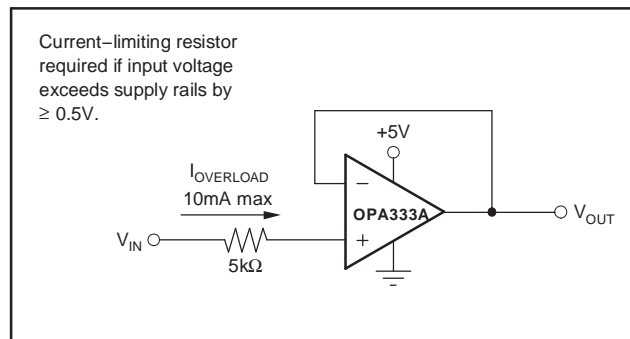 Current–limiting resistor
required if input voltage
exceeds supply rails by
≥ 0.5V.
+5V
IOVERLOAD
10mA max
−
OPA333A
VOUT
VIN
+
5kΩ